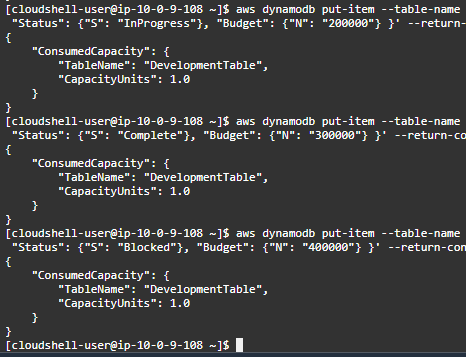 [cloudshell-user@ip-10-0-9-108 ~]$ aws dynamodb put-item --table-name
"Status": {"S": "InProgress"}, "Budget": {"N": "200000"} }' --return-co
{
    "ConsumedCapacity": {
        "TableName": "DevelopmentTable",
        "CapacityUnits": 1.0
    }
}
[cloudshell-user@ip-10-0-9-108 ~]$ aws dynamodb put-item --table-name
"Status": {"S": "Complete"}, "Budget": {"N": "300000"} }' --return-con
{
    "ConsumedCapacity": {
        "TableName": "DevelopmentTable",
        "CapacityUnits": 1.0
    }
}
[cloudshell-user@ip-10-0-9-108 ~]$ aws dynamodb put-item --table-name
"Status": {"S": "Blocked"}, "Budget": {"N": "400000"} }' --return-cons
{
    "ConsumedCapacity": {
        "TableName": "DevelopmentTable",
        "CapacityUnits": 1.0
    }
}
[cloudshell-user@ip-10-0-9-108 ~]$